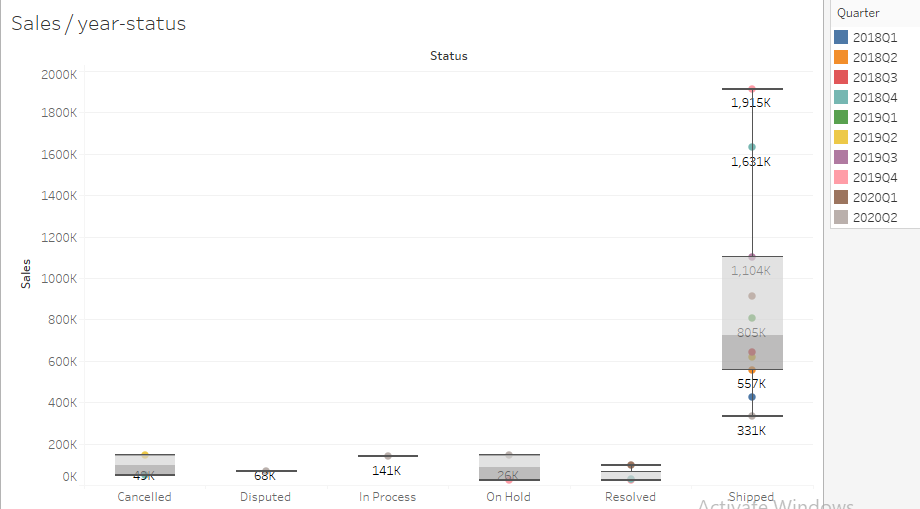 Sales / year-status
Quarter
2018Q1
2018Q2
2018Q3
2018Q4
2019Q1
2019Q2
2019Q3
2019Q4
2020Q1
2020Q2
Status
Sales
2000K
1800K
1600K
1400K
1200K
1000K
800K
600K
400K
200K
0K
1,915K
1,631K
1,104K
805K
557K
331K
49K
68K
141K
26K
Cancelled
Disputed
In Process
On Hold
Resolved
Shipped
Activate Windows